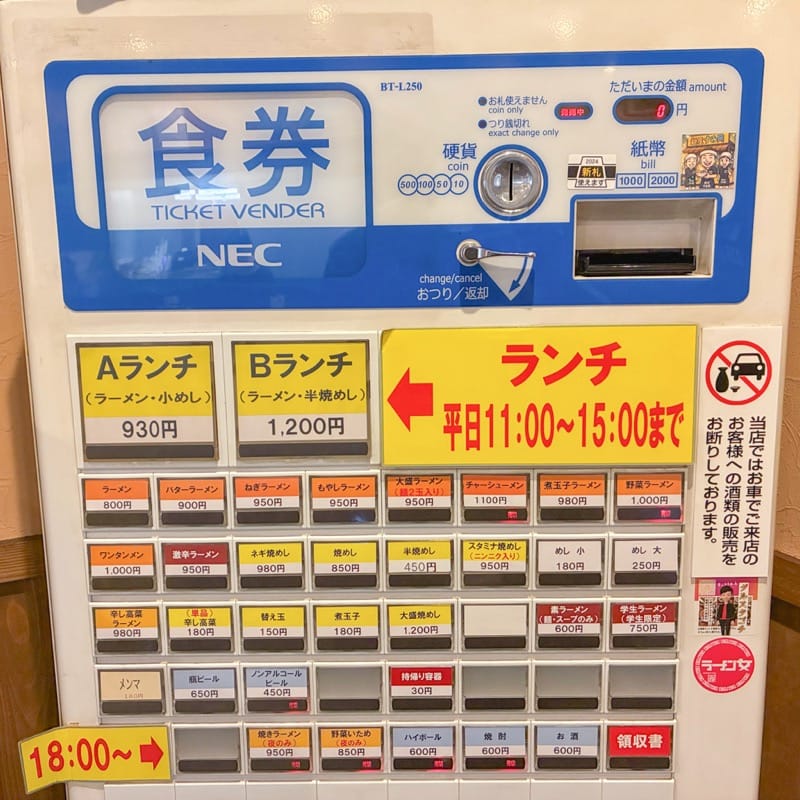 BT-L250
食券
TICKET VENDER
NEC
お札使えません
coin only
つり銭切れ
exact change only
発売中
ただいまの金額 amount
0 円
硬貨
coin
500 100 50 10
2024
新札
使えます
紙幣
bill
1000 2000
change/cancel
おつり/返却
Aランチ
(ラーメン・小めし)
930円
Bランチ
(ラーメン・半焼めし)
1,200円
ランチ
平日11:00〜15:00まで
当店ではお車でご来店の
お客様への酒類の販売を
お断りしております。
ラーメン
800円
バターラーメン
900円
ねぎラーメン
950円
もやしラーメン
950円
大盛ラーメン
(麺2玉入り)
950円
チャーシューメン
1100円
煮玉子ラーメン
980円
野菜ラーメン
1,000円
ワンタンメン
1,000円
激辛ラーメン
950円
ネギ焼めし
980円
焼めし
850円
半焼めし
450円
スタミナ焼めし
(ニンニク入り)
950円
めし 小
180円
めし 大
250円
辛し高菜
ラーメン
980円
(単品)
辛し高菜
180円
替え玉
150円
煮玉子
180円
大盛焼めし
1,200円
素ラーメン
(麺・スープのみ)
600円
学生ラーメン
(学生限定)
750円
メンマ
180円
瓶ビール
650円
ノンアルコール
ビール
450円
持帰り容器
30円
ラーメン女
18:00〜
焼きラーメン
(夜のみ)
950円
野菜いため
(夜のみ)
850円
ハイボール
600円
焼酎
600円
お酒
600円
領収書